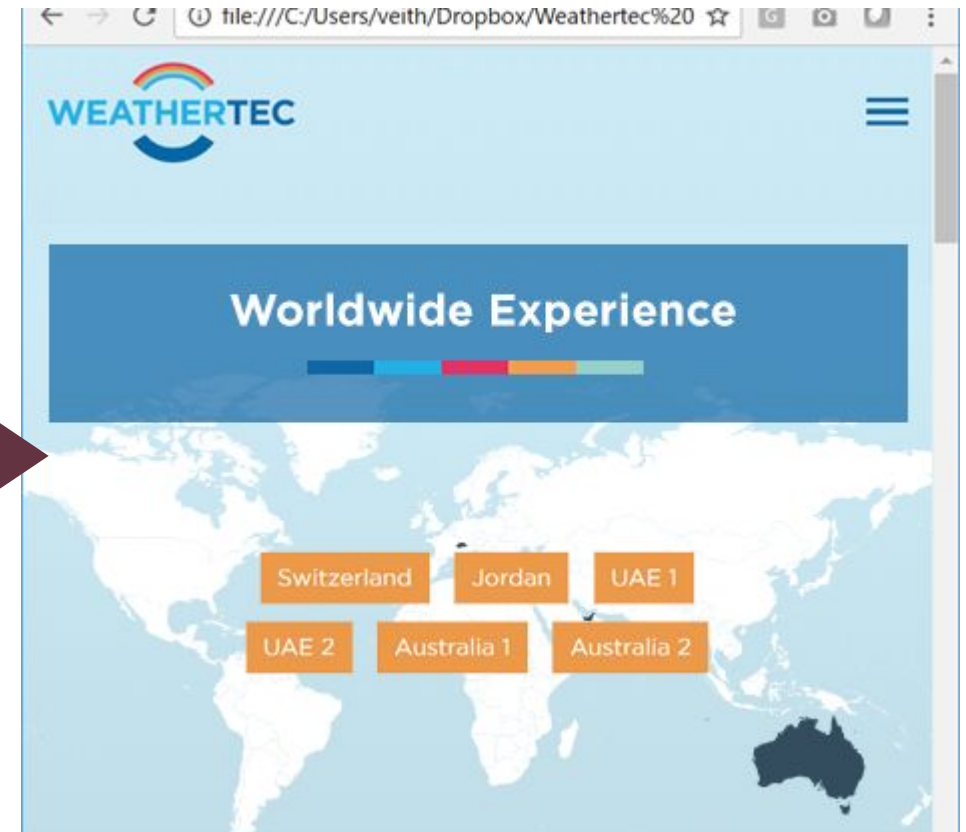 file:///C:/Users/veith/Dropbox/Weathertec%20
WEATHERTEC
Worldwide Experience
Switzerland Jordan UAE 1
UAE 2 Australia 1 Australia 2